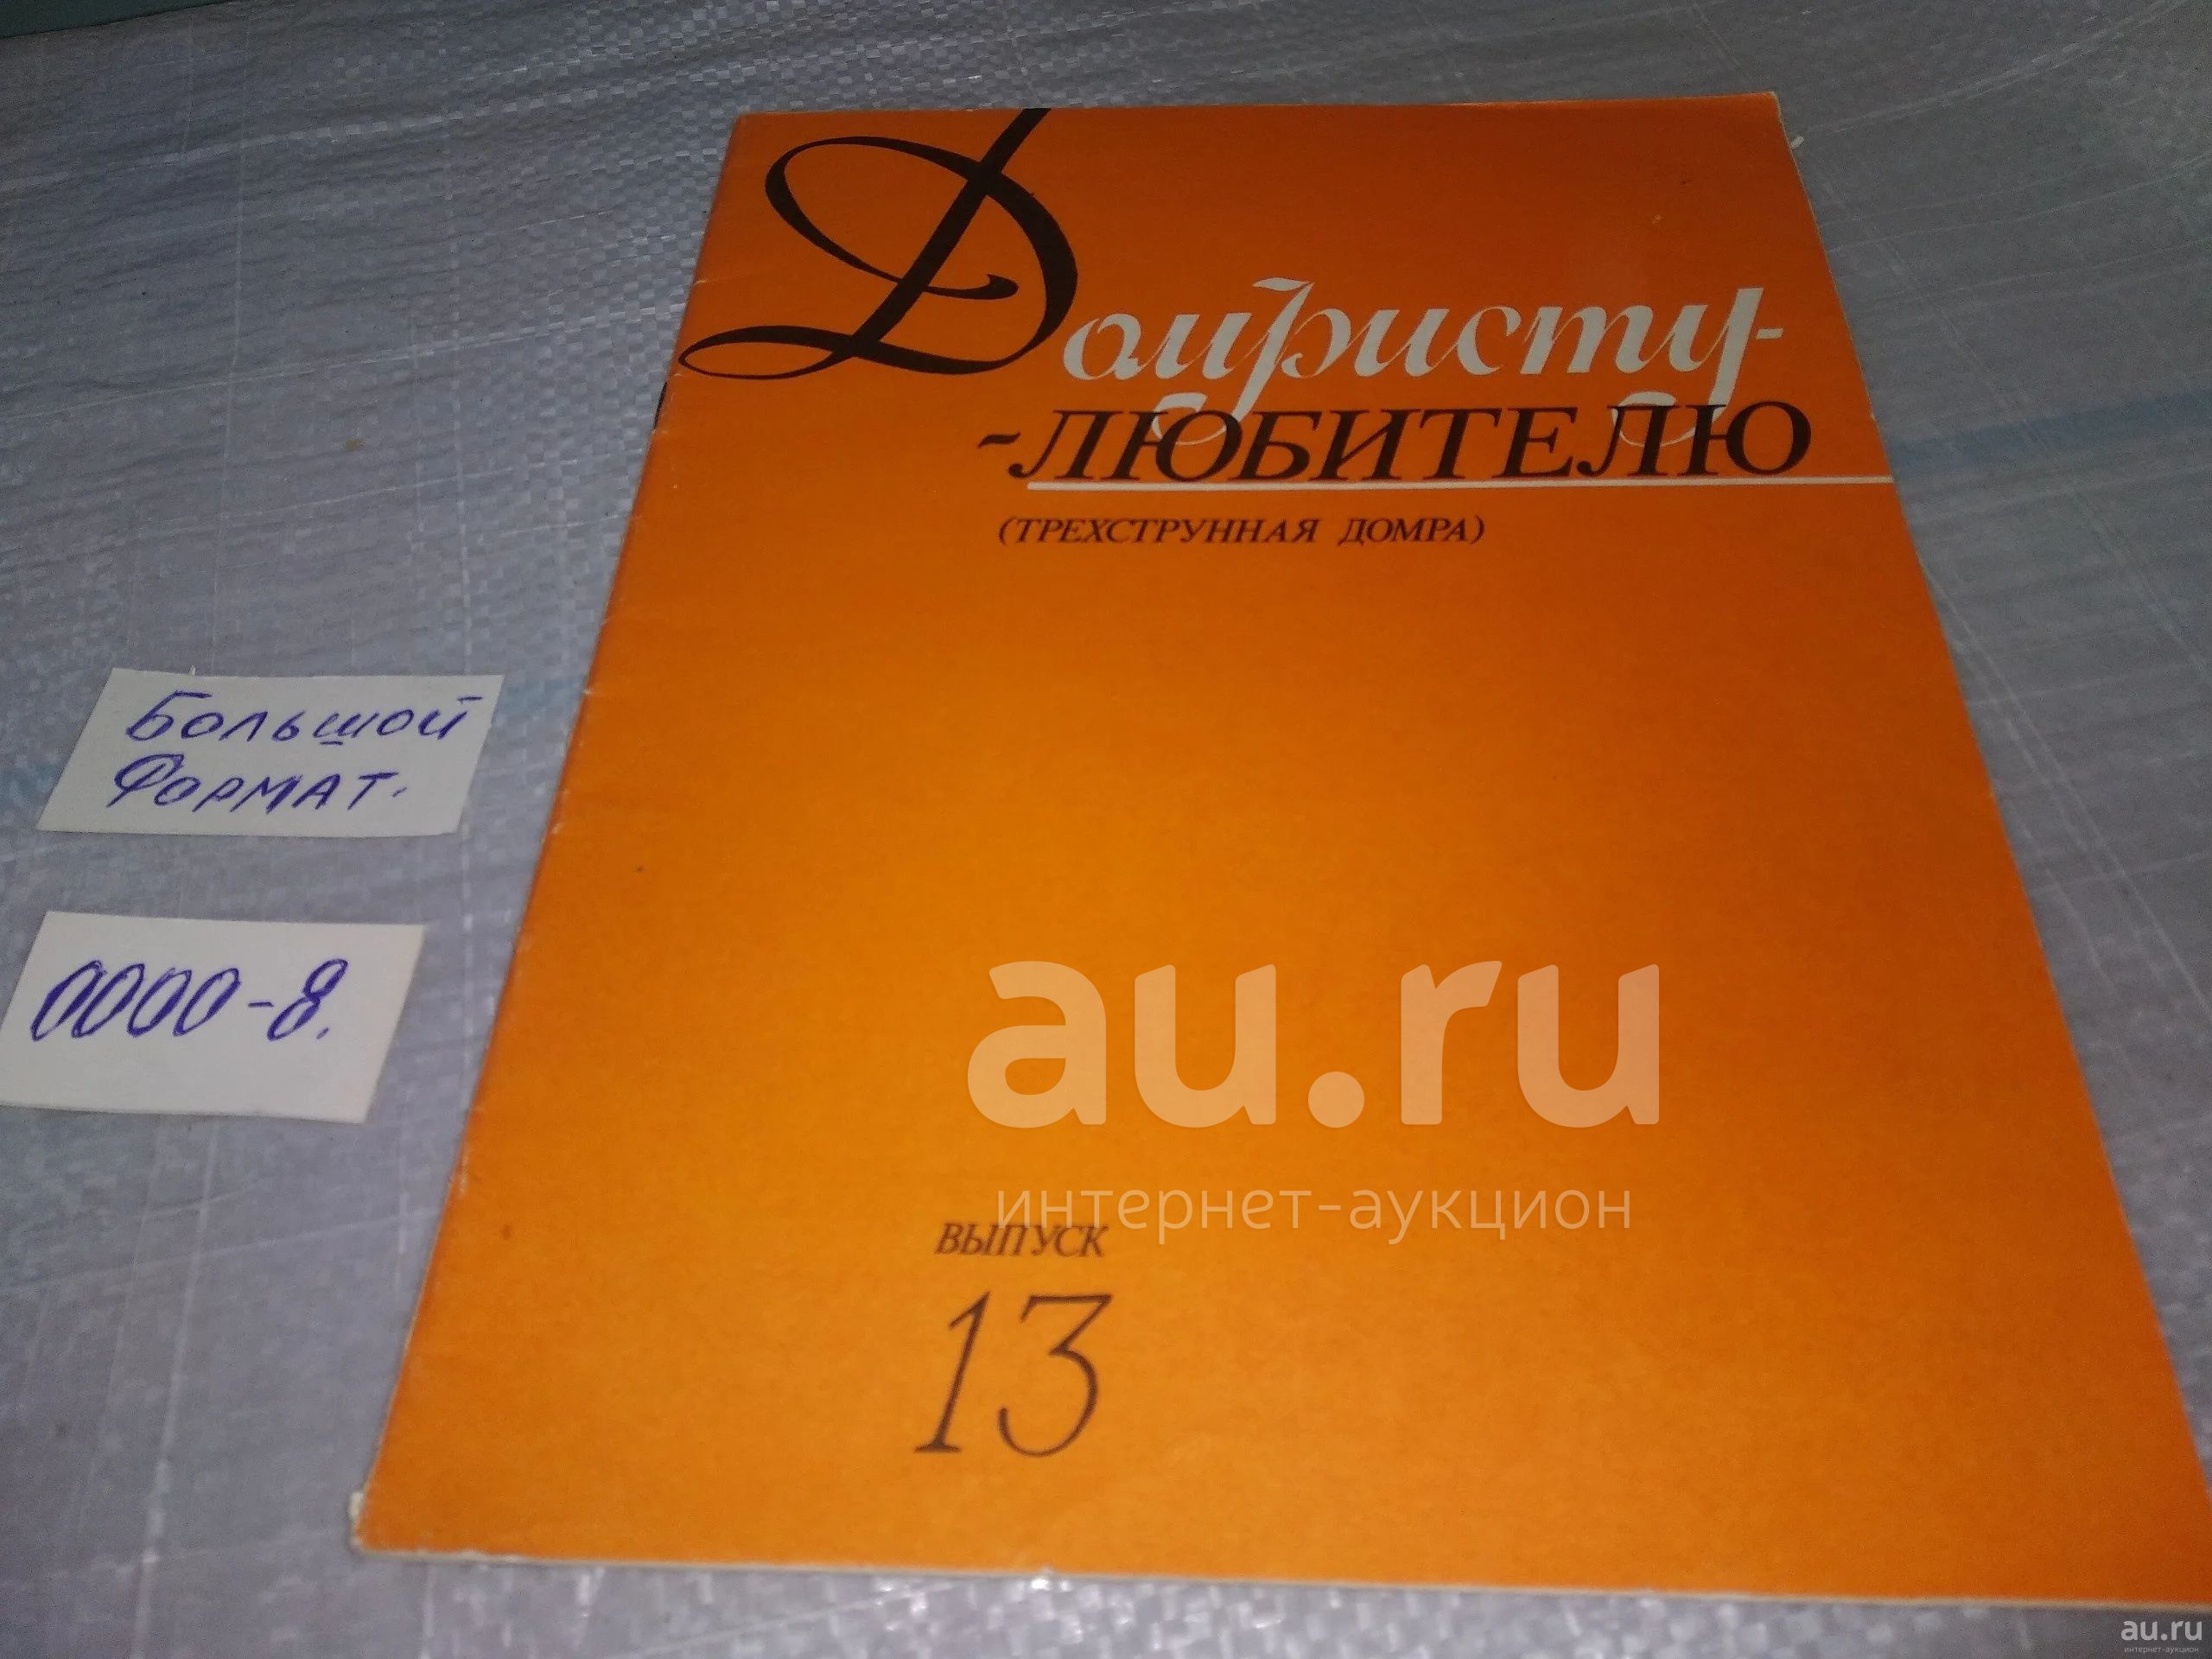 Домристу-
-ЛЮБИТЕЛЮ
(ТРЕХСТРУННАЯ ДОМРА)
БОЛЬШОЙ
ФОРМАТ.
0000-8.
au.ru
интернет-аукцион
ВЫПУСК
13
au.ru
интернет-аукцион